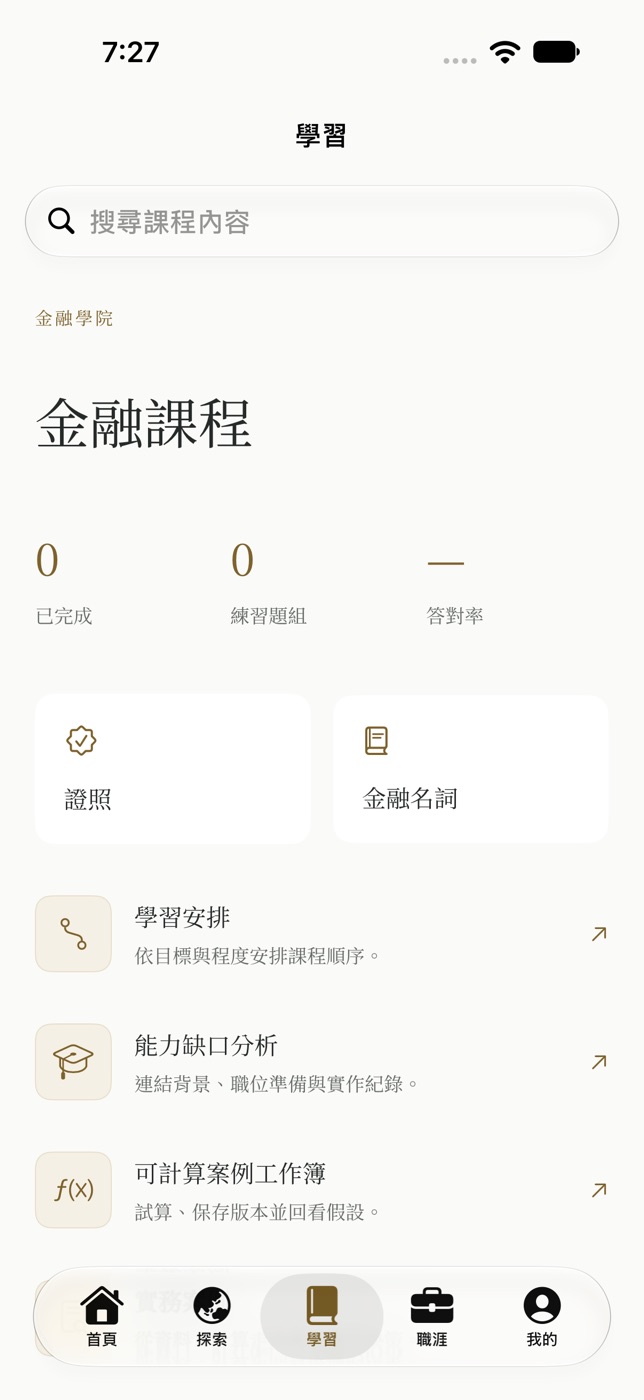 7:27
學習
搜尋課程內容
金融學院
金融課程
0
0
—
已完成
練習題組
答對率
證照
金融名詞
學習安排
依目標與程度安排課程順序。
能力缺口分析
連結背景、職位準備與實作紀錄。
f(x)
可計算案例工作簿
試算、保存版本並回看假設。
首頁
探索
學習
職涯
我的